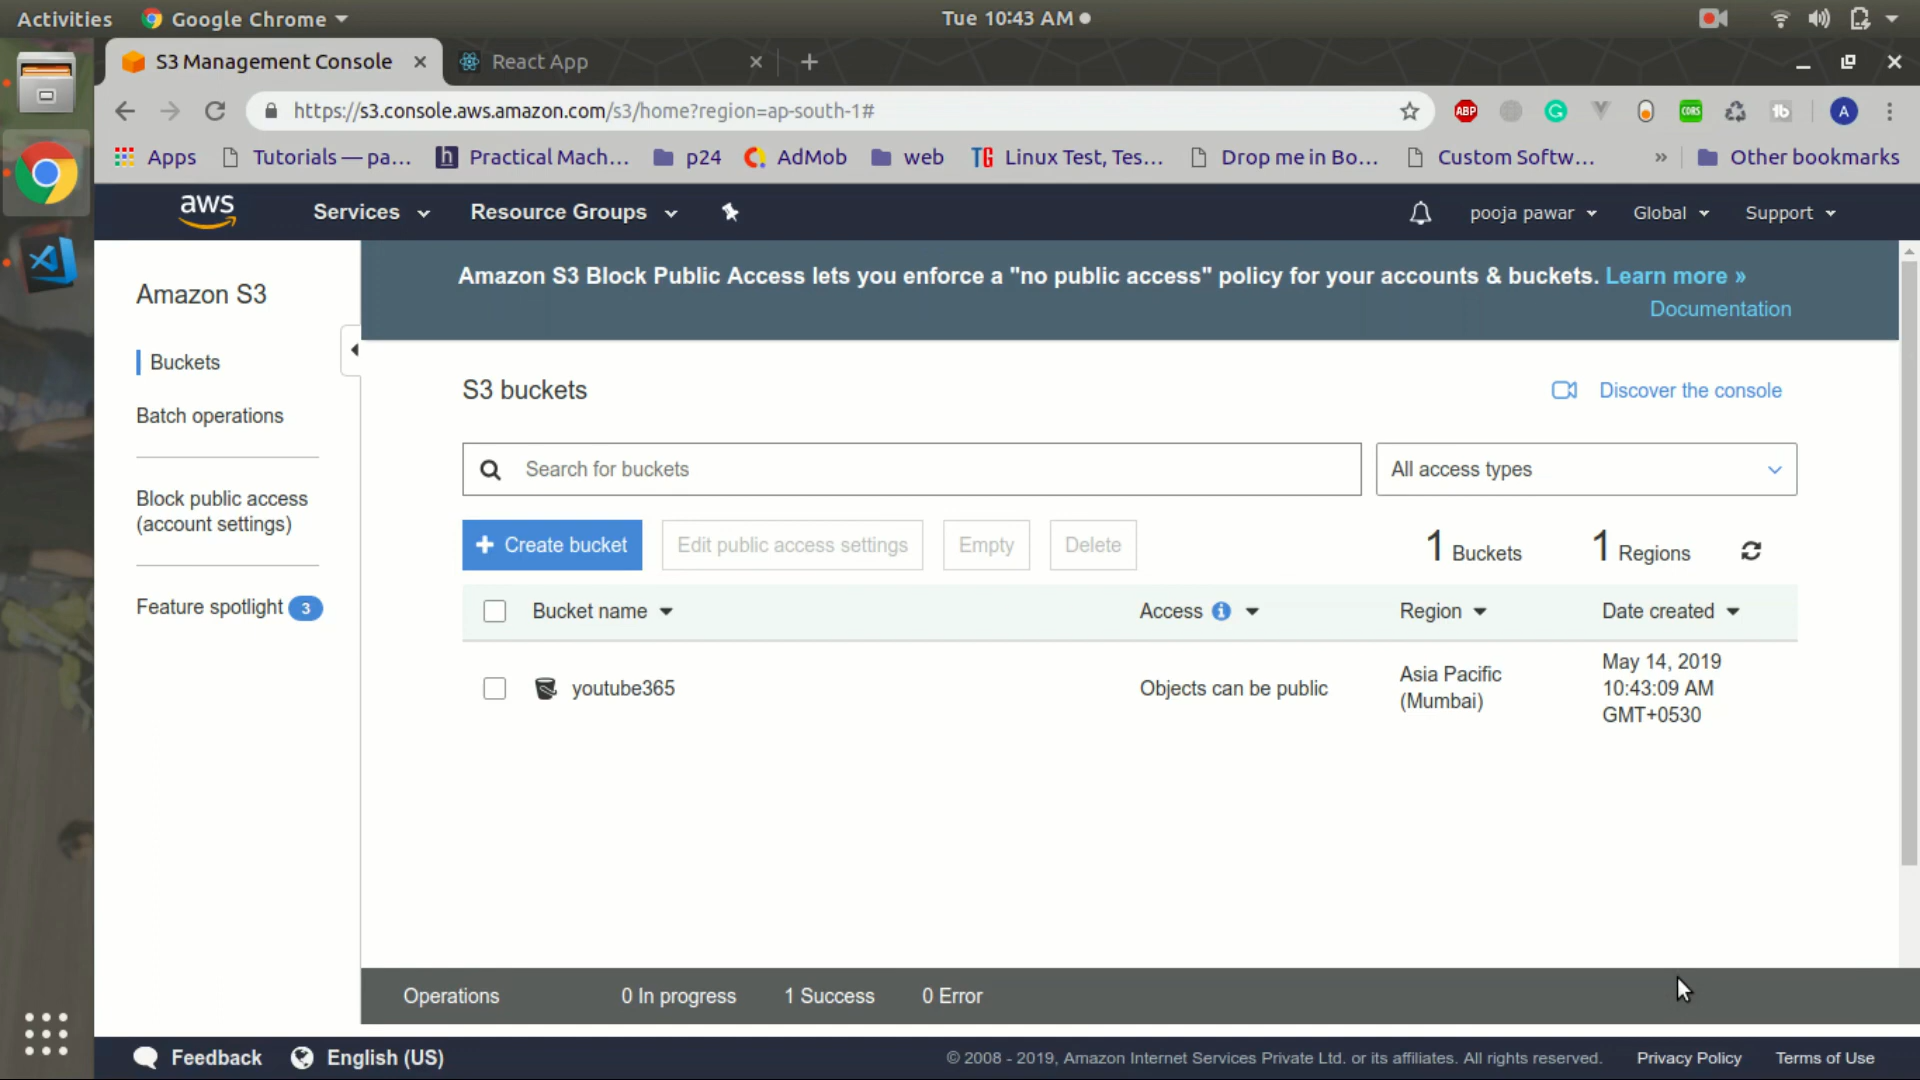 Activities
Google Chrome
Tue 10:43 AM
S3 Management Console
React App
https://s3.console.aws.amazon.com/s3/home?region=ap-south-1#
ABP
G
CORS
tb
A
Apps
Tutorials — pa...
h Practical Mach...
p24
AdMob
web
TG Linux Test, Tes...
Drop me in Bo...
Custom Softw...
»
Other bookmarks
aws
Services
Resource Groups
pooja pawar
Global
Support
Amazon S3
Buckets
Batch operations
Block public access
(account settings)
Feature spotlight 3
Amazon S3 Block Public Access lets you enforce a "no public access" policy for your accounts & buckets. Learn more »
Documentation
S3 buckets
Discover the console
Search for buckets
All access types
+ Create bucket
Edit public access settings
Empty
Delete
1 Buckets
1 Regions
Bucket name
Access
Region
Date created
youtube365
Objects can be public
Asia Pacific
(Mumbai)
May 14, 2019
10:43:09 AM
GMT+0530
Operations
0 In progress
1 Success
0 Error
Feedback
English (US)
© 2008 - 2019, Amazon Internet Services Private Ltd. or its affiliates. All rights reserved.
Privacy Policy
Terms of Use